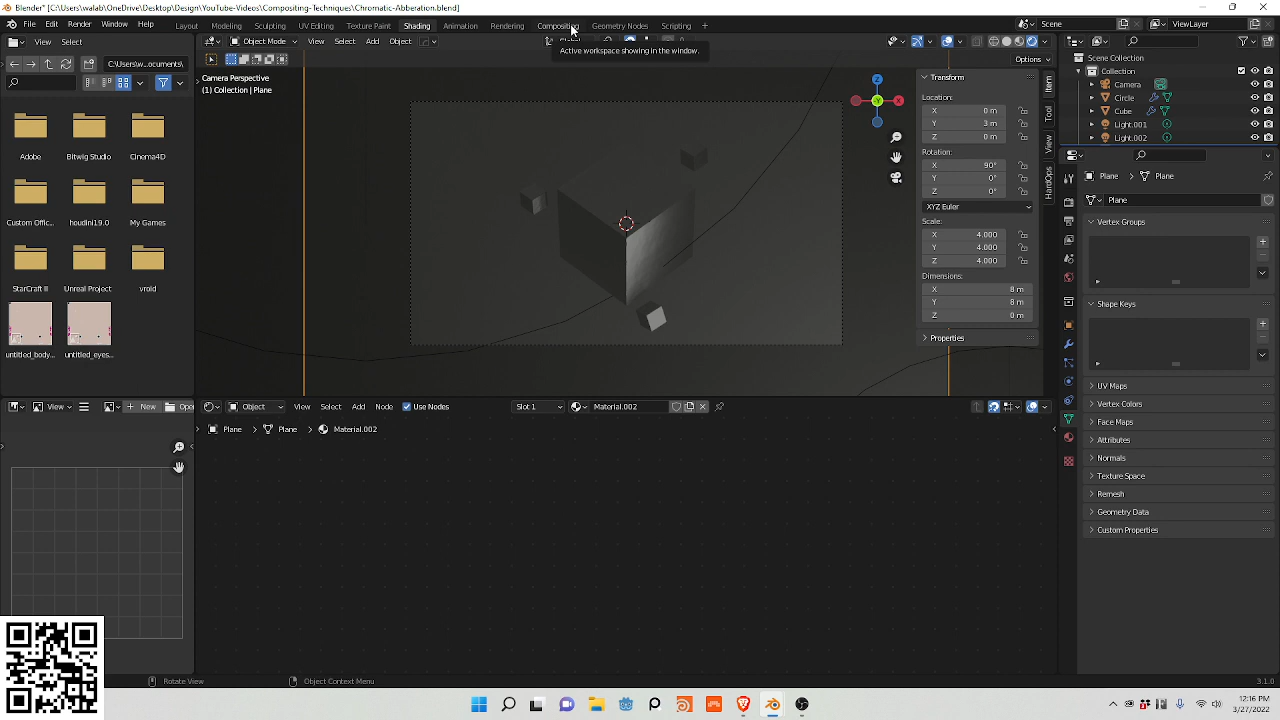 Blender* [C:\Users\walab\OneDrive\Desktop\YouTube-Videos\Compositing-Techniques\Chromatic-Abberation.blend]
File Edit Render Window Help
Layout Modeling Sculpting UV Editing Texture Paint Shading Animation Rendering Compositing Geometry Nodes Scripting +
Scene ViewLayer
Active workspace showing in the window.
View Select
Object Mode View Select Add Object
Options
C:\W...ocuments\
Adobe Bitwig Studio Cinema4D
Custom Offic... houdini19.0 My Games
StarCraft II Unreal Project vroid
untitled_body... untitled_eyes...
Camera Perspective
(1) Collection | Plane
Z
X
Y
Transform
Location:
X 0 m
Y 3 m
Z 0 m
Rotation:
X 90°
Y 0°
Z 0°
XYZ Euler
Scale:
X 4.000
Y 4.000
Z 4.000
Dimensions:
X 8 m
Y 8 m
Z 0 m
Properties
Item
Tool
View
HardOps
Scene Collection
Collection
Camera
Circle
Cube
Light.001
Light.002
Plane Plane
Plane
Vertex Groups
Shape Keys
UV Maps
Vertex Colors
Face Maps
Attributes
Normals
Texture Space
Remesh
Geometry Data
Custom Properties
View New Ope
Object View Select Add Node Use Nodes Slot 1 Material.002
Plane Plane Material.002
Rotate View Object Context Menu
3.1.0
12:16 PM
3/27/2022